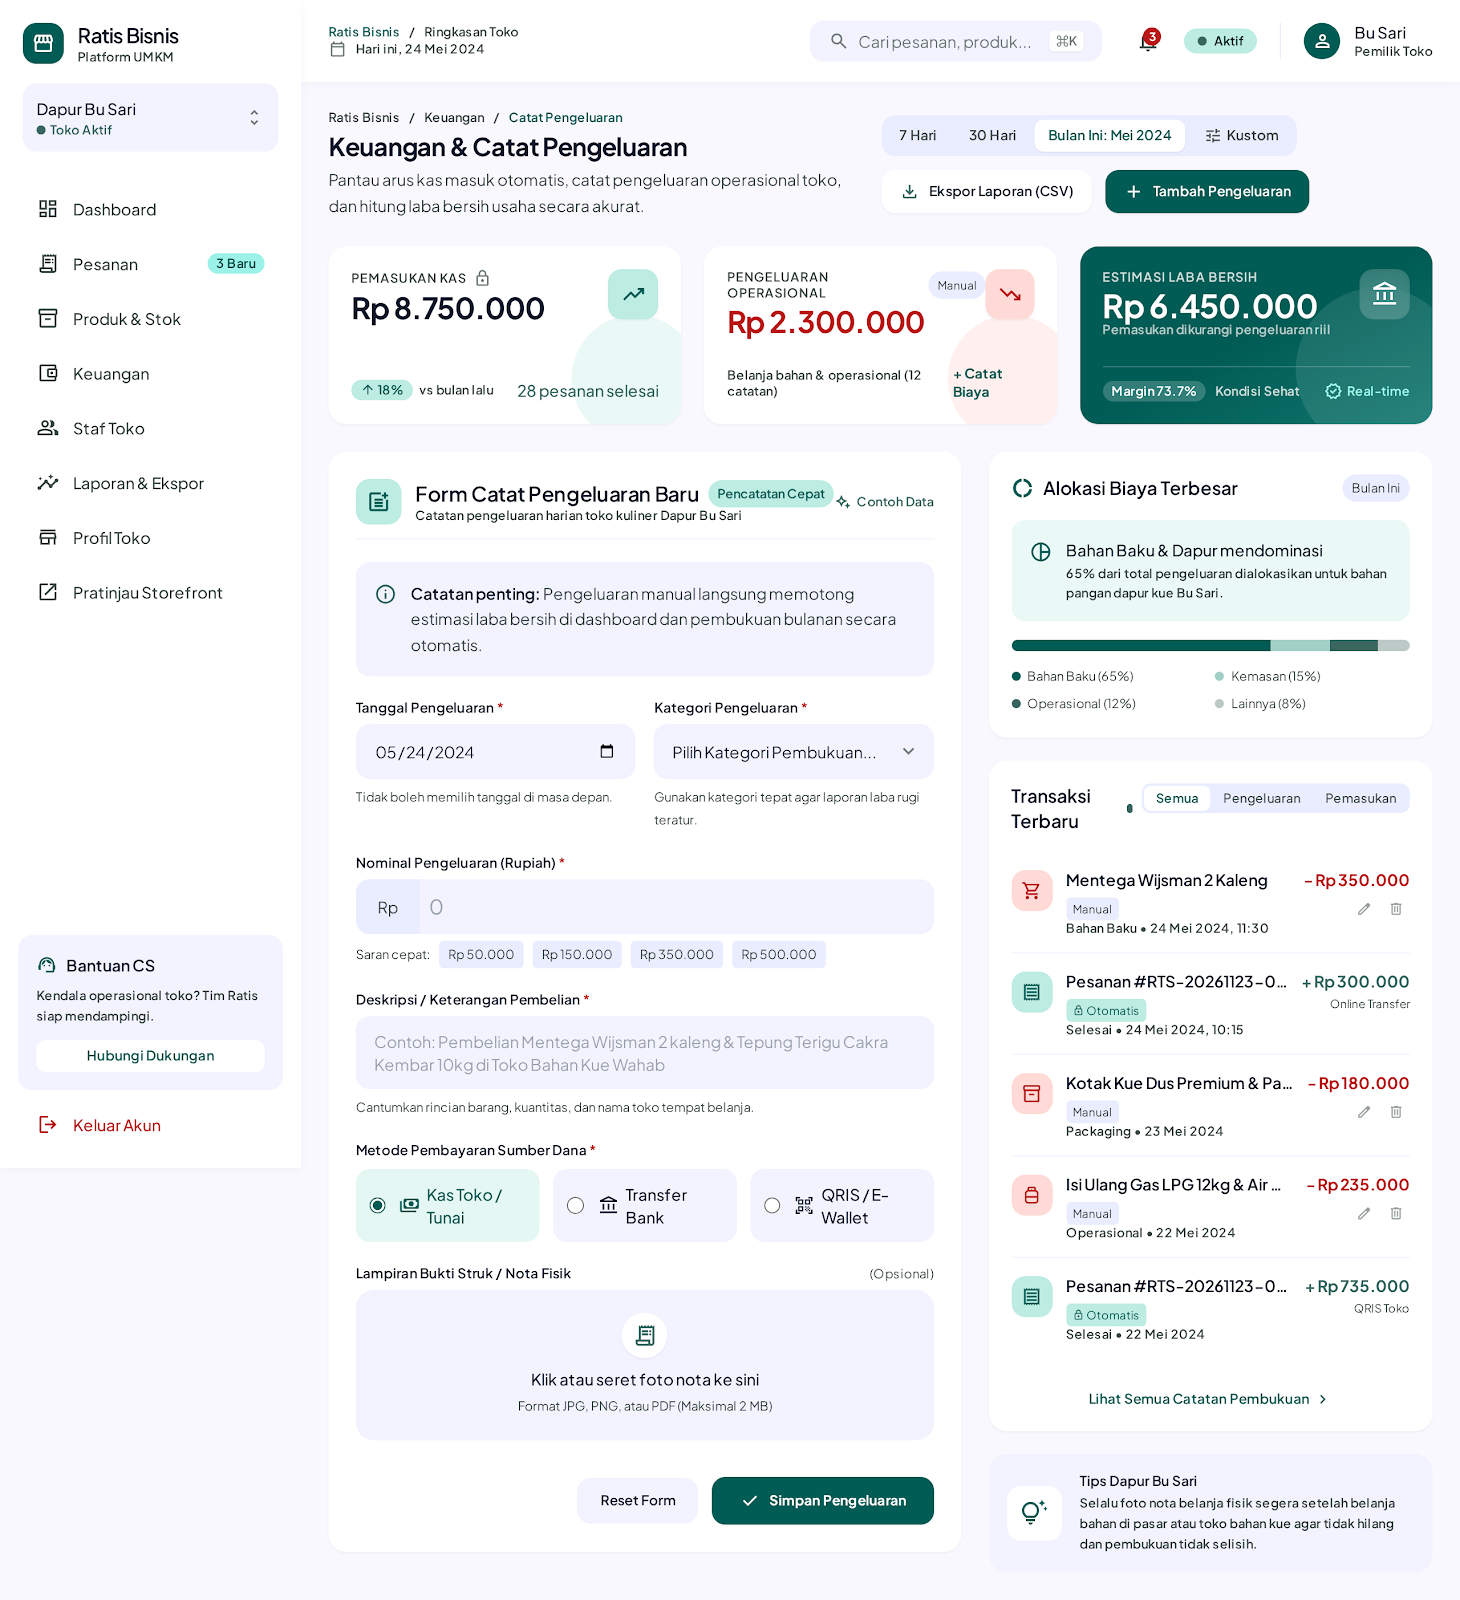 Ratis Bisnis
Platform UMKM
Dapur Bu Sari
Toko Aktif
Dashboard
Pesanan
3 Baru
Produk & Stok
Keuangan
Staf Toko
Laporan & Ekspor
Profil Toko
Pratinjau Storefront
Bantuan CS
Kendala operasional toko? Tim Ratis
siap mendampingi.
Hubungi Dukungan
Keluar Akun
Ratis Bisnis / Ringkasan Toko
Hari ini, 24 Mei 2024
Cari pesanan, produk...
⌘K
3
Aktif
Bu Sari
Pemilik Toko
Ratis Bisnis / Keuangan / Catat Pengeluaran
Keuangan & Catat Pengeluaran
Pantau arus kas masuk otomatis, catat pengeluaran operasional toko,
dan hitung laba bersih usaha secara akurat.
7 Hari
30 Hari
Bulan Ini: Mei 2024
Kustom
Ekspor Laporan (CSV)
Tambah Pengeluaran
PEMASUKAN KAS
Rp 8.750.000
18%
vs bulan lalu
28 pesanan selesai
PENGELUARAN
OPERASIONAL
Manual
Rp 2.300.000
Belanja bahan & operasional (12
catatan)
+ Catat
Biaya
ESTIMASI LABA BERSIH
Rp 6.450.000
Pemasukan dikurangi pengeluaran riil
Margin 73.7%
Kondisi Sehat
Real-time
Form Catat Pengeluaran Baru
Pencatatan Cepat
Contoh Data
Catatan pengeluaran harian toko kuliner Dapur Bu Sari
Catatan penting: Pengeluaran manual langsung memotong
estimasi laba bersih di dashboard dan pembukuan bulanan secara
otomatis.
Tanggal Pengeluaran *
05/24/2024
Tidak boleh memilih tanggal di masa depan.
Kategori Pengeluaran *
Pilih Kategori Pembukuan...
Gunakan kategori tepat agar laporan laba rugi
teratur.
Nominal Pengeluaran (Rupiah) *
Rp
0
Saran cepat:
Rp 50.000
Rp 150.000
Rp 350.000
Rp 500.000
Deskripsi / Keterangan Pembelian *
Contoh: Pembelian Mentega Wijsman 2 kaleng & Tepung Terigu Cakra
Kembar 10kg di Toko Bahan Kue Wahab
Cantumkan rincian barang, kuantitas, dan nama toko tempat belanja.
Metode Pembayaran Sumber Dana *
Kas Toko /
Tunai
Transfer
Bank
QRIS / E-
Wallet
Lampiran Bukti Struk / Nota Fisik
(Opsional)
Klik atau seret foto nota ke sini
Format JPG, PNG, atau PDF (Maksimal 2 MB)
Reset Form
Simpan Pengeluaran
Alokasi Biaya Terbesar
Bulan Ini
Bahan Baku & Dapur mendominasi
65% dari total pengeluaran dialokasikan untuk bahan
pangan dapur kue Bu Sari.
Bahan Baku (65%)
Kemasan (15%)
Operasional (12%)
Lainnya (8%)
Transaksi
Terbaru
Semua
Pengeluaran
Pemasukan
Mentega Wijsman 2 Kaleng
- Rp 350.000
Manual
Bahan Baku • 24 Mei 2024, 11:30
Pesanan #RTS-20261123-0...
+ Rp 300.000
Otomatis
Online Transfer
Selesai • 24 Mei 2024, 10:15
Kotak Kue Dus Premium & Pa...
- Rp 180.000
Manual
Packaging • 23 Mei 2024
Isi Ulang Gas LPG 12kg & Air ...
- Rp 235.000
Manual
Operasional • 22 Mei 2024
Pesanan #RTS-20261123-0...
+ Rp 735.000
Otomatis
QRIS Toko
Selesai • 22 Mei 2024
Lihat Semua Catatan Pembukuan
Tips Dapur Bu Sari
Selalu foto nota belanja fisik segera setelah belanja
bahan di pasar atau toko bahan kue agar tidak hilang
dan pembukuan tidak selisih.